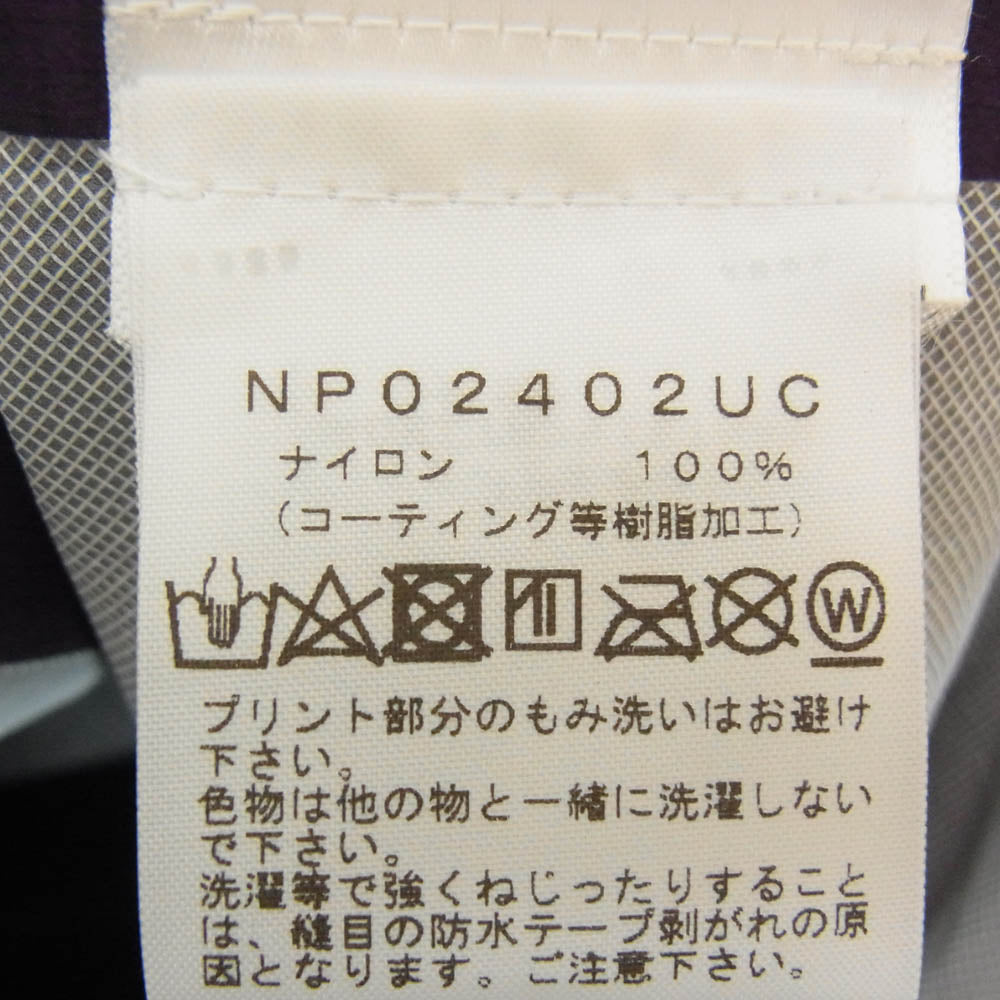 NP02402UC
ナイロン 100%
(コーティング等樹脂加工)
W
プリント部分のもみ洗いはお避け
下さい。
色物は他の物と一緒に洗濯しない
で下さい。
洗濯等で強くねじったりすること
は、縫目の防水テープ剥がれの原
因となります。ご注意下さい。